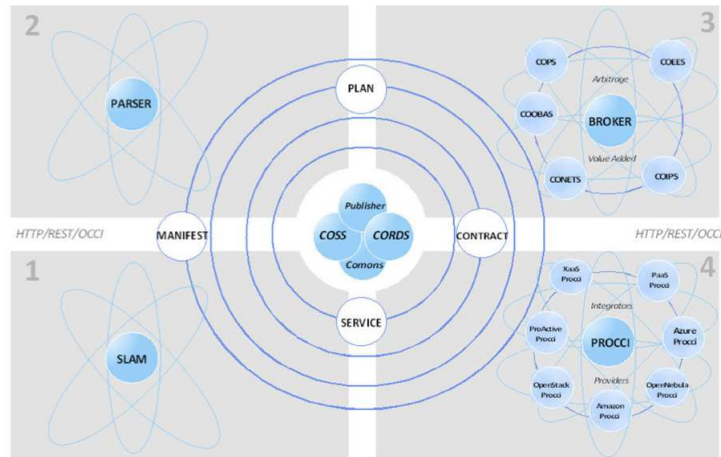 2
PARSER
PLAN
3
COPS
COEES
Arbitrage
COOBAS
BROKER
Value Added
CONETS
COIPS
HTTP/REST/OCCI
MANIFEST
Publisher
COSS
CORDS
Comons
CONTRACT
HTTP/REST/OCCI
1
SLAM
SERVICE
4
XaaS
Procci
PaaS
Procci
Integrators
ProActive
Procci
PROCCI
Azure
Procci
Providers
OpenStack
Procci
OpenNebula
Procci
Amazon
Procci